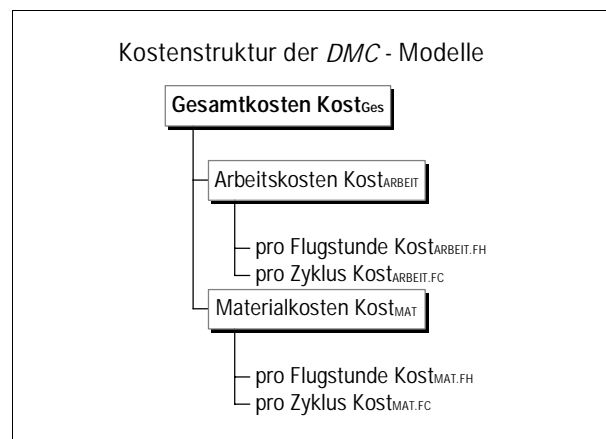 Kostenstruktur der DMC - Modelle
Gesamtkosten KostGes
Arbeitskosten KostARBEIT
pro Flugstunde KostARBEIT.FH
pro Zyklus KostARBEIT.FC
Materialkosten KostMAT
pro Flugstunde KostMAT.FH
pro Zyklus KostMAT.FC